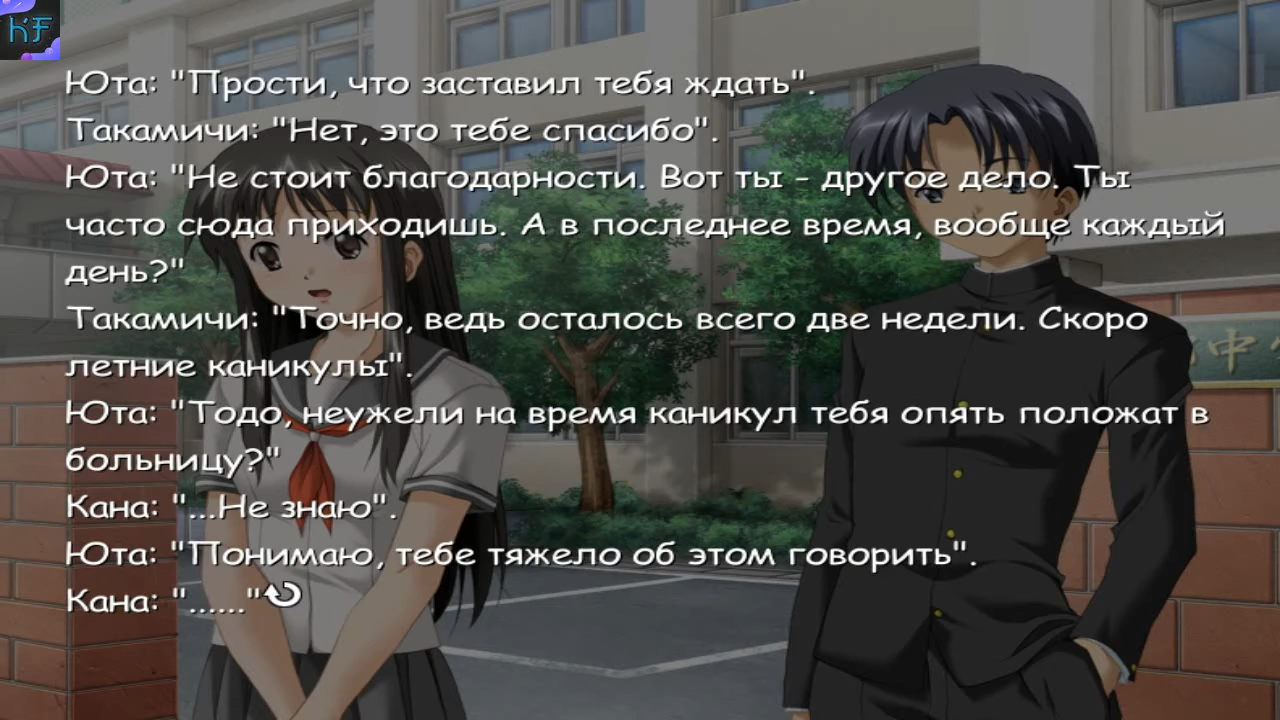 KF
Юта: "Прости, что заставил тебя ждать".
Такамичи: "Нет, это тебе спасибо".
Юта: "Не стоит благодарности. Вот ты - другое дело. Ты
часто сюда приходишь. А в последнее время, вообще каждый
день?"
Такамичи: "Точно, ведь осталось всего две недели. Скоро
летние каникулы".
Юта: "Тодо, неужели на время каникул тебя опять положат в
больницу?"
Кана: "...Не знаю".
Юта: "Понимаю, тебе тяжело об этом говорить".
Кана: "......"
中